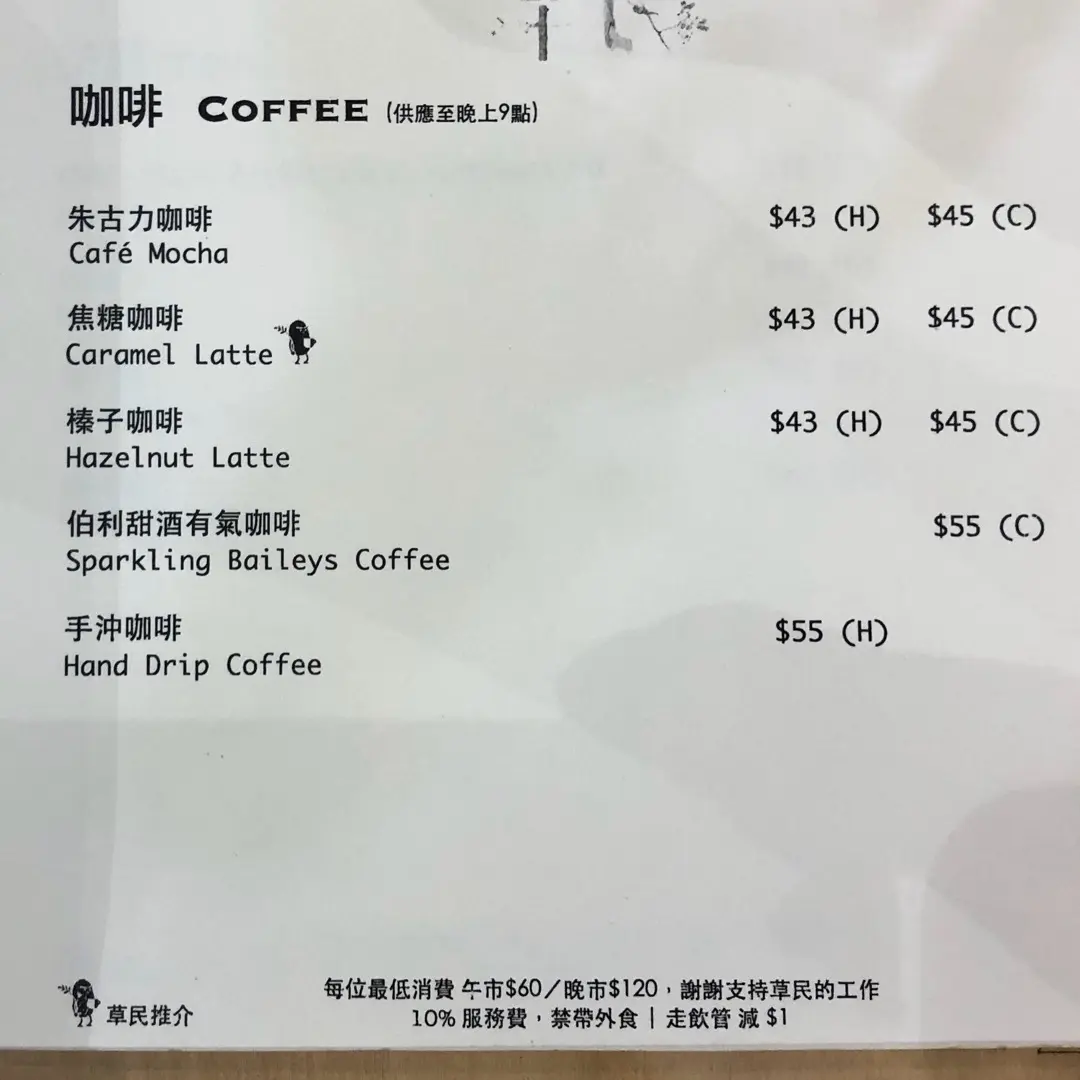 咖啡 COFFEE (供應至晚上9點)
朱古力咖啡 $43 (H) $45 (C)
Café Mocha
焦糖咖啡 $43 (H) $45 (C)
Caramel Latte
榛子咖啡 $43 (H) $45 (C)
Hazelnut Latte
伯利甜酒有氣咖啡 $55 (C)
Sparkling Baileys Coffee
手沖咖啡 $55 (H)
Hand Drip Coffee
每位最低消費 午市$60／晚市$120，謝謝支持草民的工作
草民推介 10% 服務費，禁帶外食 | 走飲管 減 $1